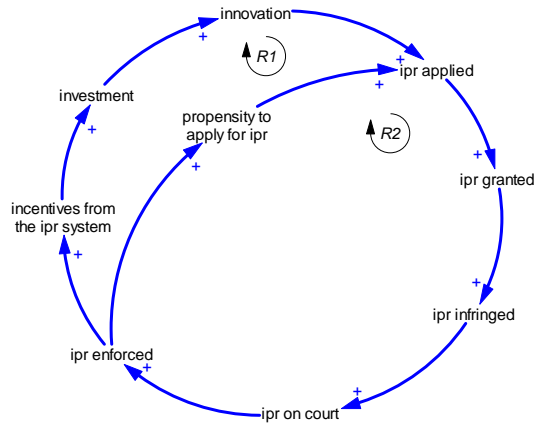 innovation
+
R1
+
ipr applied
+
investment
+
propensity to
apply for ipr
R2
+
+
ipr granted
incentives from
the ipr system
+
+
ipr infringed
ipr enforced
+
+
ipr on court